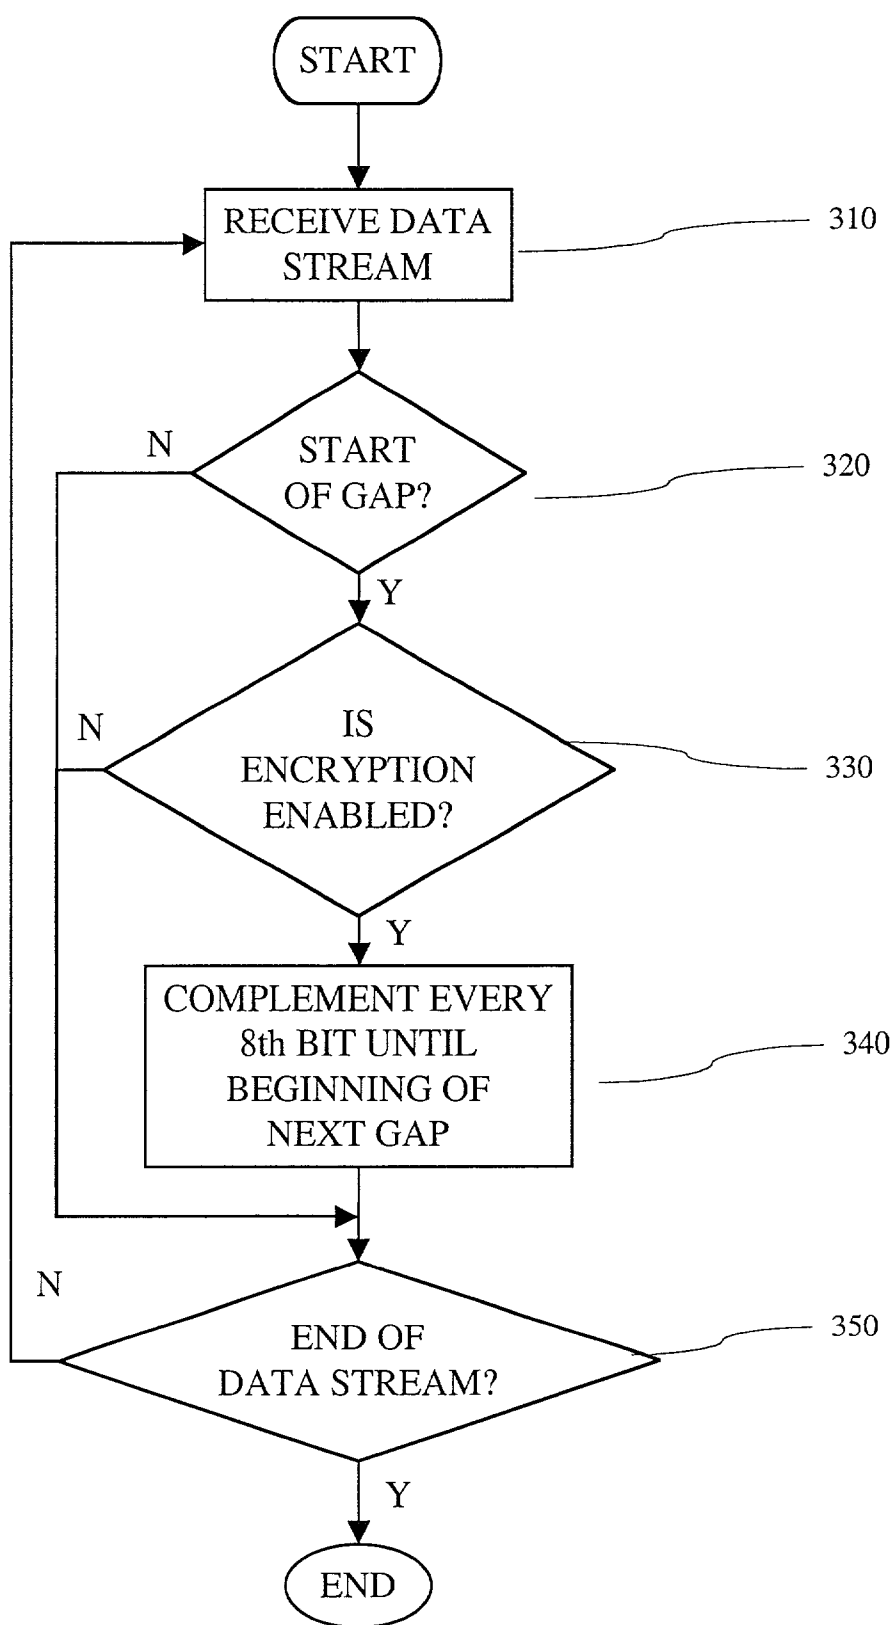 START
RECEIVE DATA
STREAM
310
N
START
OF GAP?
320
Y
N
IS
ENCRYPTION
ENABLED?
330
Y
COMPLEMENT EVERY
8th BIT UNTIL
BEGINNING OF
NEXT GAP
340
N
END OF
DATA STREAM?
350
Y
END